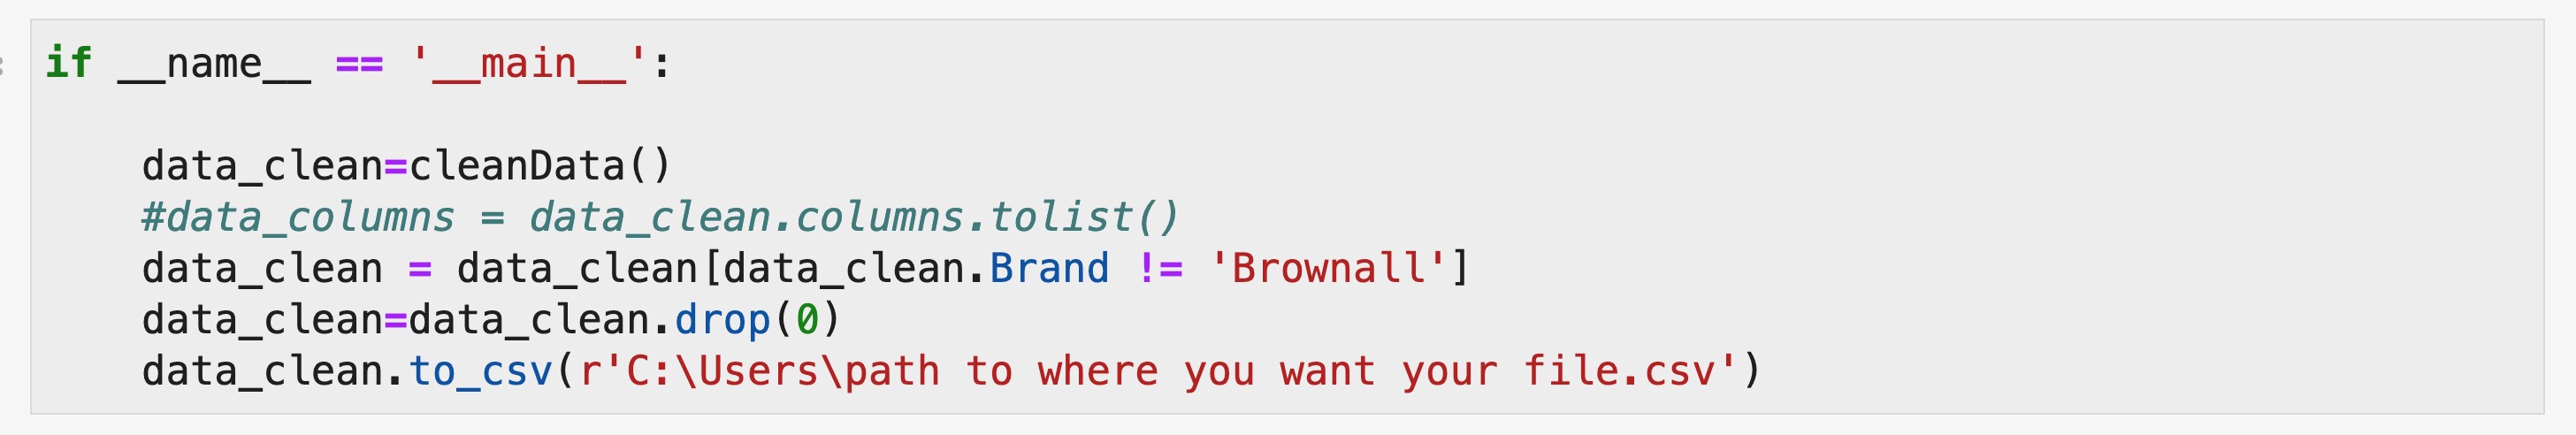 if __name__ == '__main__':
data_clean=cleanData()
#data_columns = data_clean.columns.tolist()
data_clean = data_clean[data_clean.Brand != 'Brownall']
data_clean=data_clean.drop(0)
data_clean.to_csv(r'C:\Users\path to where you want your file.csv')